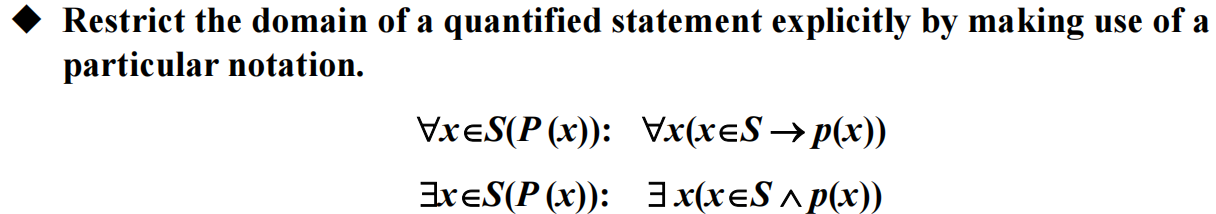 ◆ Restrict the domain of a quantified statement explicitly by making use of a
particular notation.
∀x∈S(P (x)): ∀x(x∈S → p(x))
∃x∈S(P (x)): ∃ x(x∈S ∧ p(x))